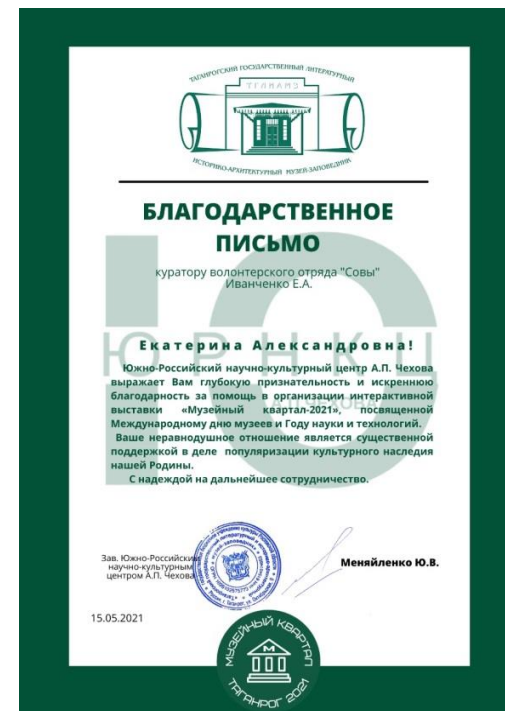 ТАГАНРОГСКИЙ ГОСУДАРСТВЕННЫЙ ЛИТЕРАТУРНЫЙ
ИСТОРИКО-АРХИТЕКТУРНЫЙ МУЗЕЙ-ЗАПОВЕДНИК
БЛАГОДАРСТВЕННОЕ
ПИСЬМО
куратору волонтерского отряда "Совы"
Иванченко Е.А.
ЮРНКЦ
А.П. ЧЕХОВА
Екатерина Александровна!
Южно-Российский научно-культурный центр А.П. Чехова
выражает Вам глубокую признательность и искреннюю
благодарность за помощь в организации интерактивной
выставки «Музейный квартал-2021», посвященной
Международному дню музеев и Году науки и технологий.
Ваше неравнодушное отношение является существенной
поддержкой в деле популяризации культурного наследия
нашей Родины.
С надеждой на дальнейшее сотрудничество.
Зав. Южно-Российским
научно-культурным
центром А.П. Чехова
Меняйленко Ю.В.
15.05.2021
МУЗЕЙНЫЙ КВАРТАЛ
М
ТАГАНРОГ 2021